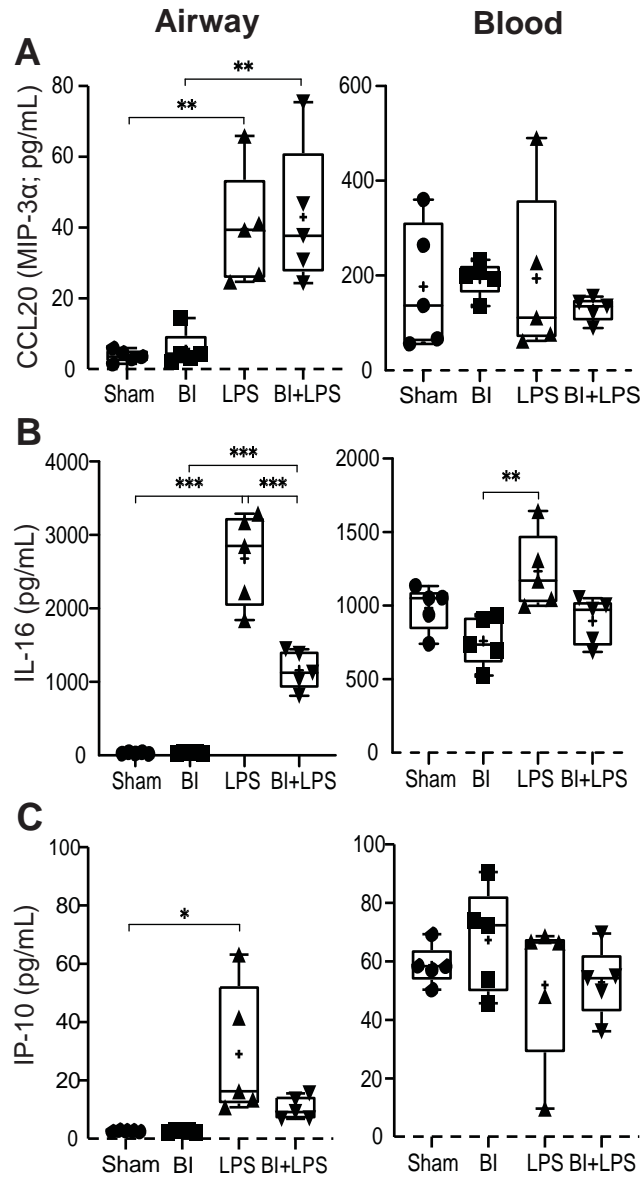 Airway Blood
A
CCL20 (MIP-3α; pg/mL)
80
60
40
20
0
** **
Sham BI LPS BI+LPS
600
400
200
0
Sham BI LPS BI+LPS
B
IL-16 (pg/mL)
4000
3000
2000
1000
0
***
*** ***
Sham BI LPS BI+LPS
2000
1500
1000
500
0
**
Sham BI LPS BI+LPS
C
IP-10 (pg/mL)
100
80
60
40
20
0
*
Sham BI LPS BI+LPS
100
80
60
40
20
0
Sham BI LPS BI+LPS